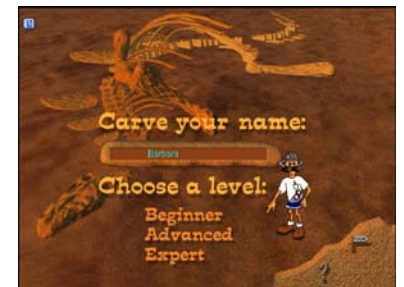 Carve your name:
Barbara
Choose a level:
Beginner
Advanced
Expert